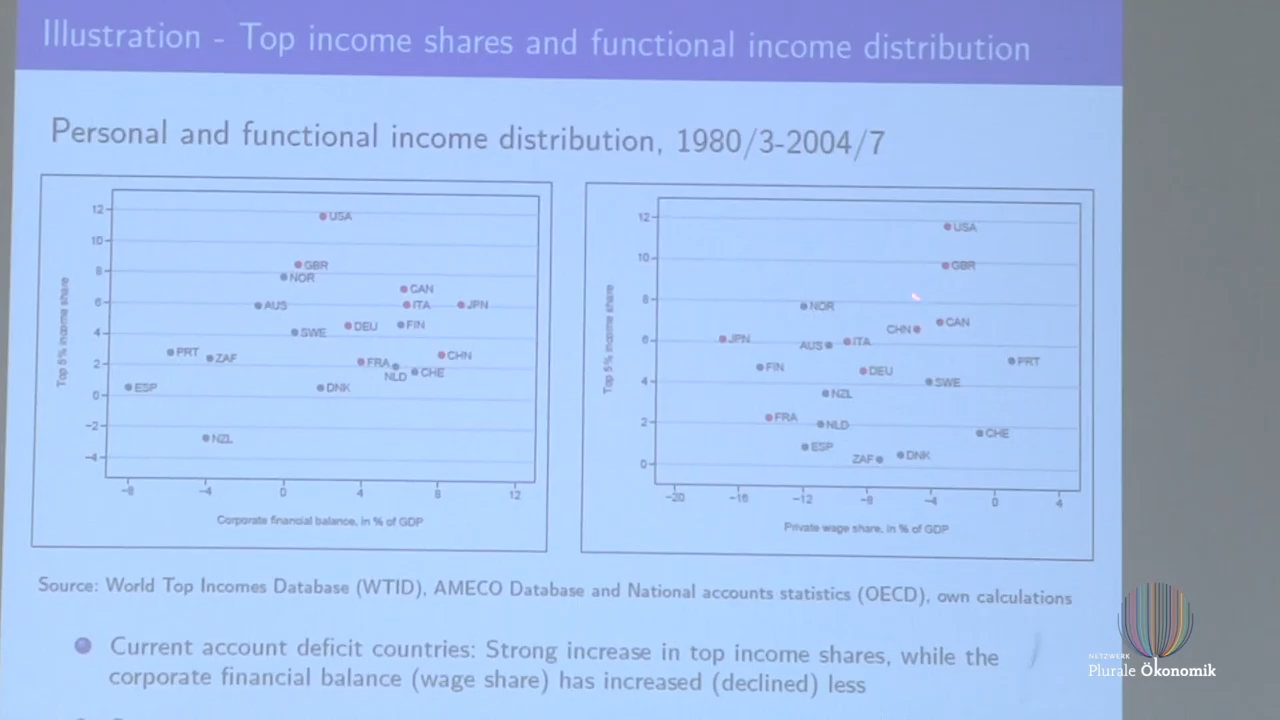 Illustration - Top income shares and functional income distribution
Personal and functional income distribution, 1980/3-2004/7
Top 5% income share
12
10
8
6
4
2
0
−2
−4
USA
GBR
NOR
CAN
AUS
ITA
JPN
SWE
DEU
FIN
PRT
ZAF
FRA
CHN
NLD
CHE
ESP
DNK
NZL
−8
−4
0
4
8
12
Corporate financial balance, in % of GDP
Top 5% income share
12
10
8
6
4
2
0
USA
GBR
NOR
CHN
CAN
JPN
AUS
ITA
PRT
FIN
DEU
SWE
NZL
FRA
NLD
CHE
ESP
ZAF
DNK
−20
−16
−12
−8
−4
0
4
Private wage share, in % of GDP
Source: World Top Incomes Database (WTID), AMECO Database and National accounts statistics (OECD), own calculations
Current account deficit countries: Strong increase in top income shares, while the
corporate financial balance (wage share) has increased (declined) less
NETZWERK
Plurale Ökonomik